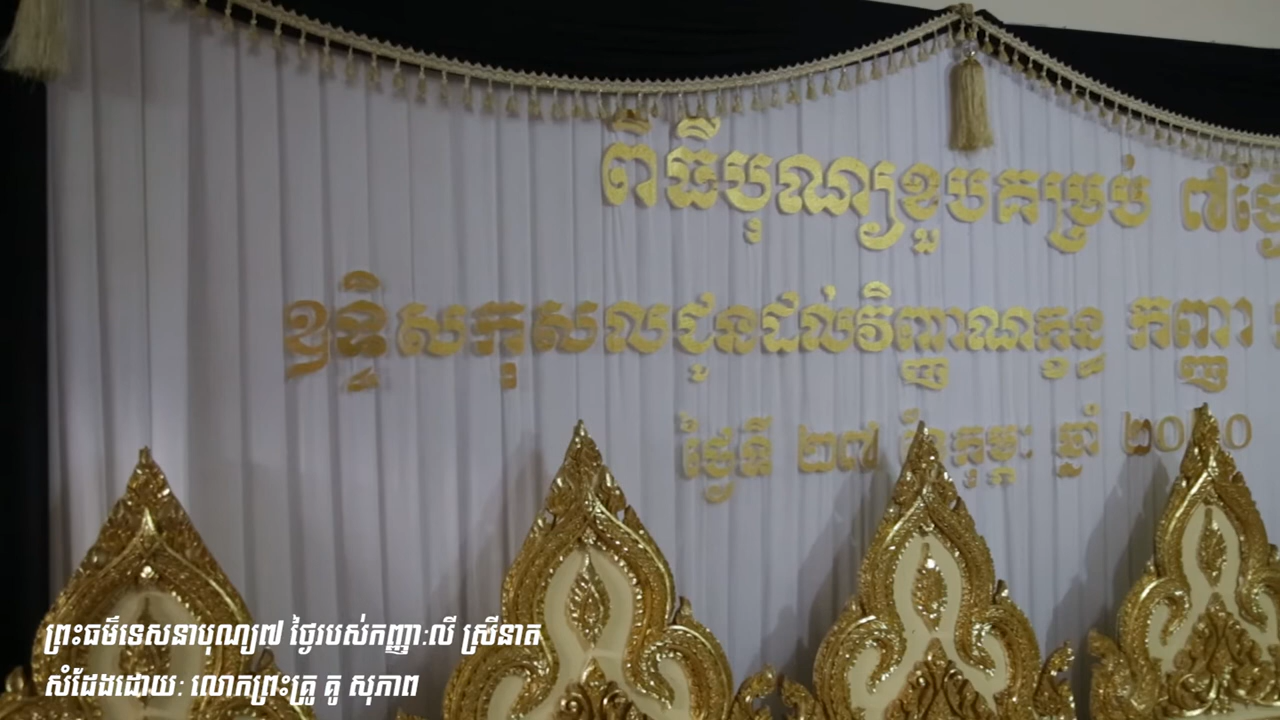 ពិធីបុណ្យខួបគម្រប់ ៧ថ្ងៃ
ឧទ្ទិសកុសលជូនដល់វិញ្ញាណក្ខន្ធ កញ្ញា
ថ្ងៃទី ២៧ ខែកុម្ភៈ ឆ្នាំ ២០២០
ព្រះធម៌ទេសនាបុណ្យ៧ ថ្ងៃរបស់កញ្ញា:លី ស្រីនាត
សំដែងដោយ: លោកព្រះគ្រូ គូ សុភាព